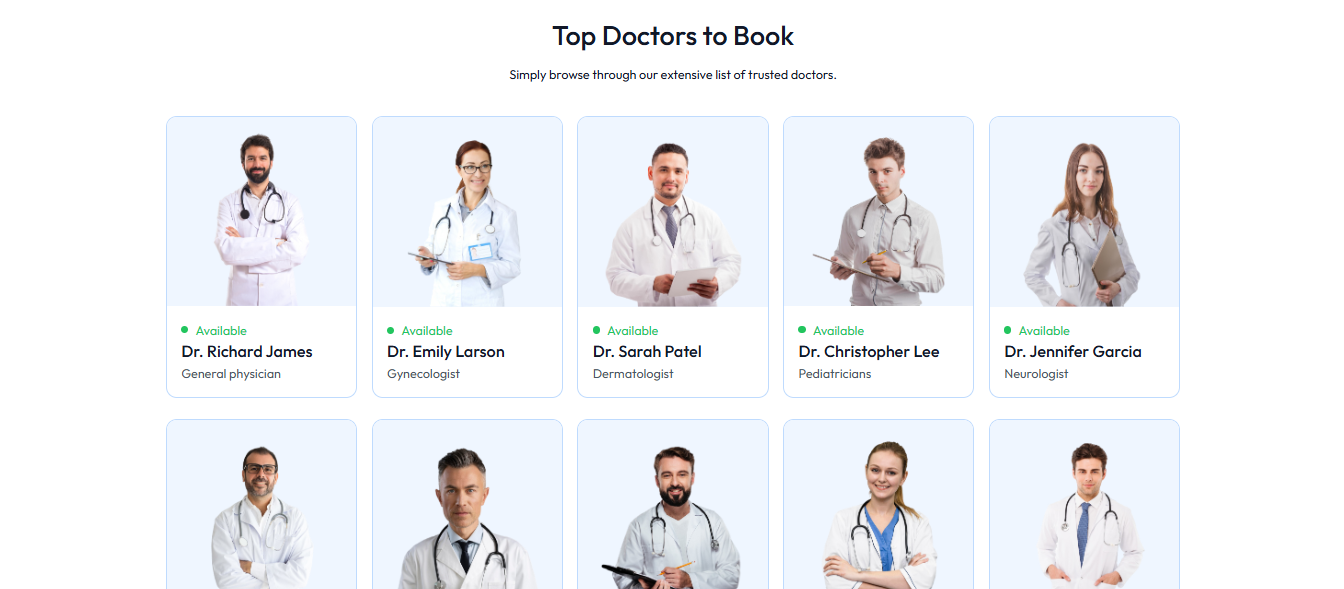 Top Doctors to Book
Simply browse through our extensive list of trusted doctors.
Available
Dr. Richard James
General physician
Available
Dr. Emily Larson
Gynecologist
Available
Dr. Sarah Patel
Dermatologist
Available
Dr. Christopher Lee
Pediatricians
Available
Dr. Jennifer Garcia
Neurologist